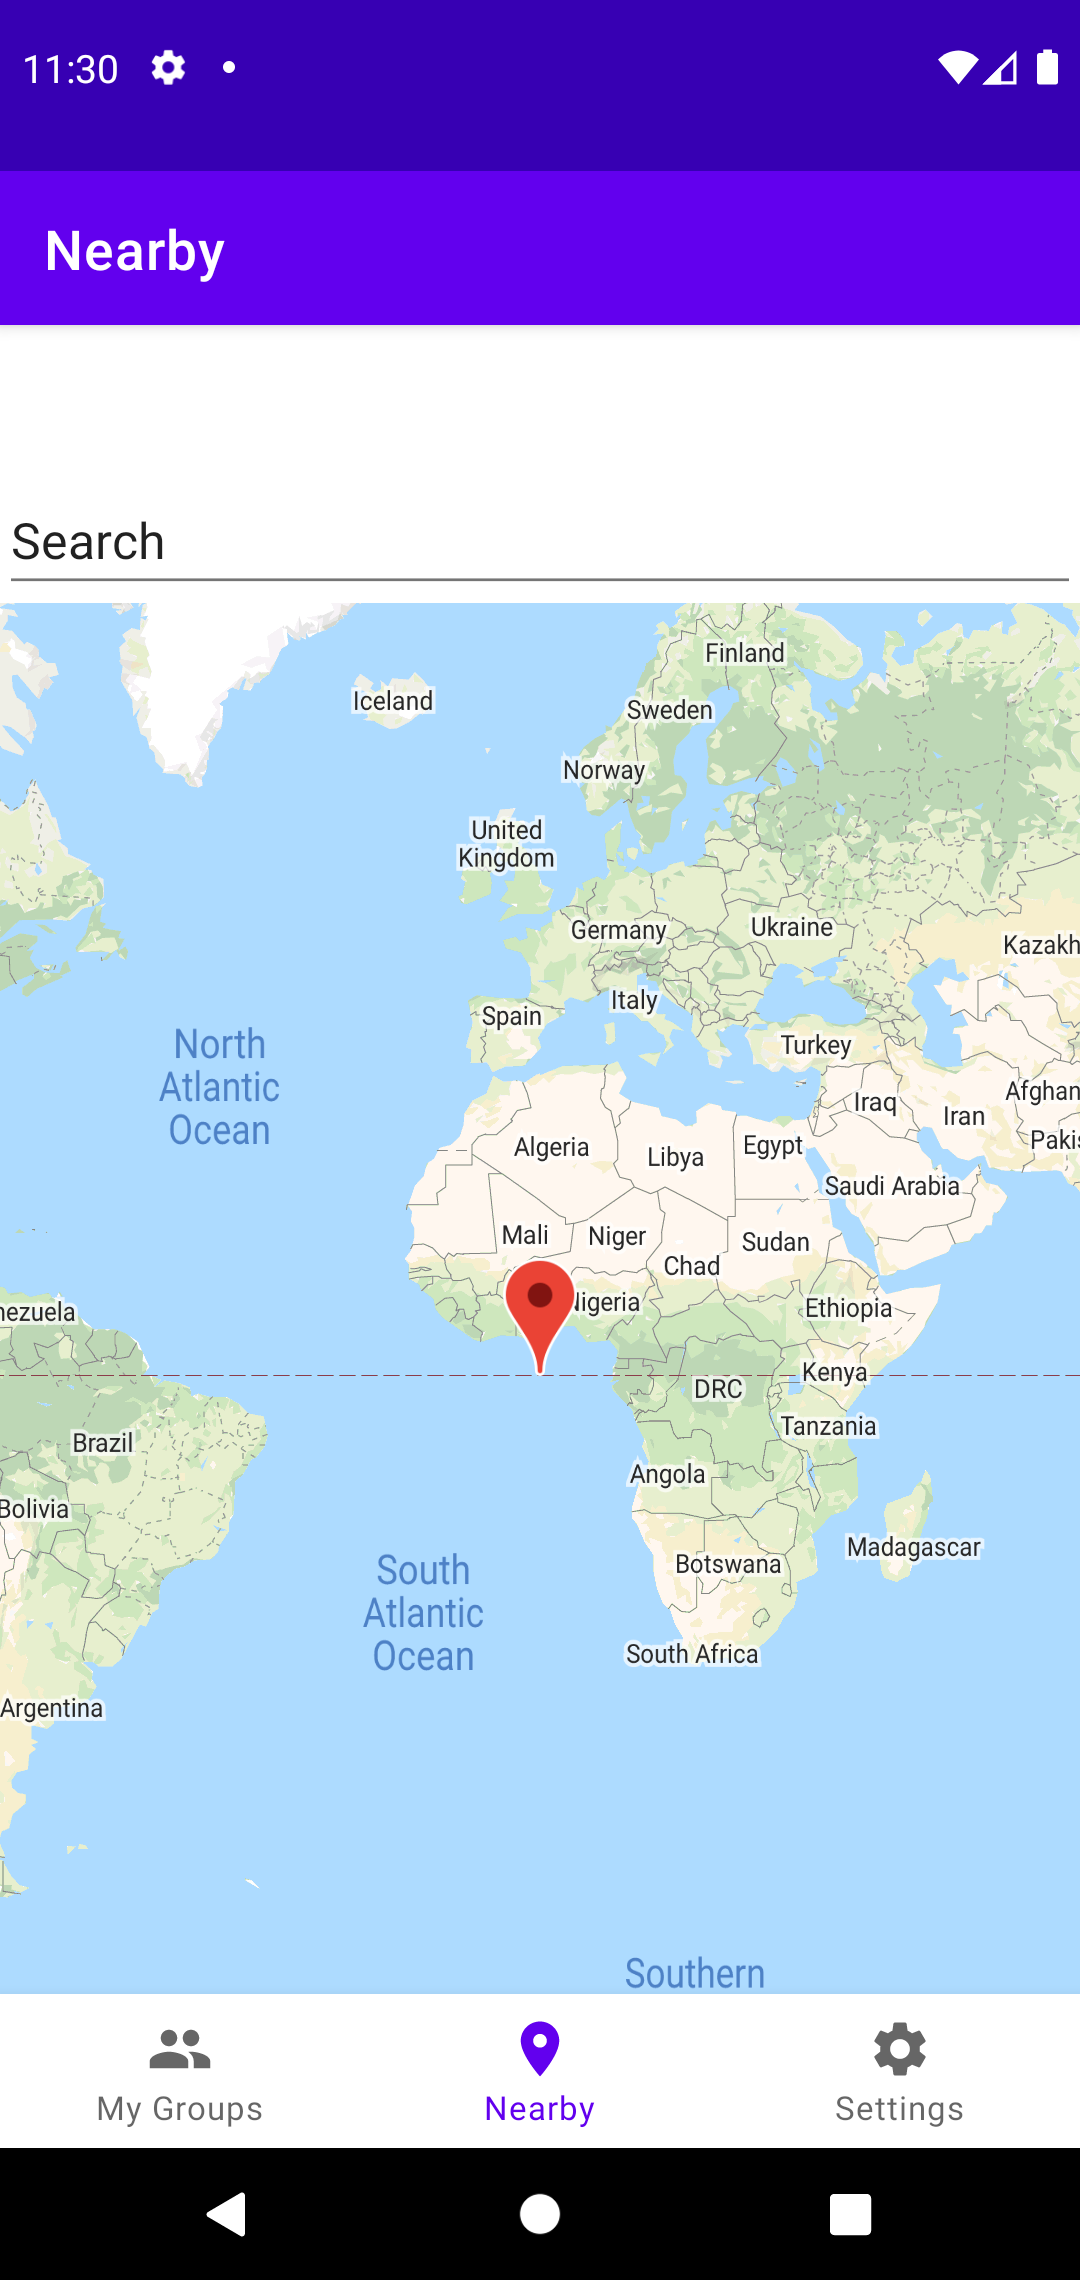 11:30
Nearby
Search
Finland
Iceland
Sweden
Norway
United
Kingdom
Germany
Ukraine
Kazakh
Italy
Spain
Turkey
North
Atlantic
Ocean
Afghan
Iraq
Iran
Algeria
Libya
Egypt
Pakis
Saudi Arabia
Mali
Niger
Sudan
Chad
nezuela
Nigeria
Ethiopia
Kenya
DRC
Tanzania
Brazil
Angola
Bolivia
Madagascar
Botswana
South
Atlantic
Ocean
South Africa
Argentina
Southern
My Groups
Nearby
Settings